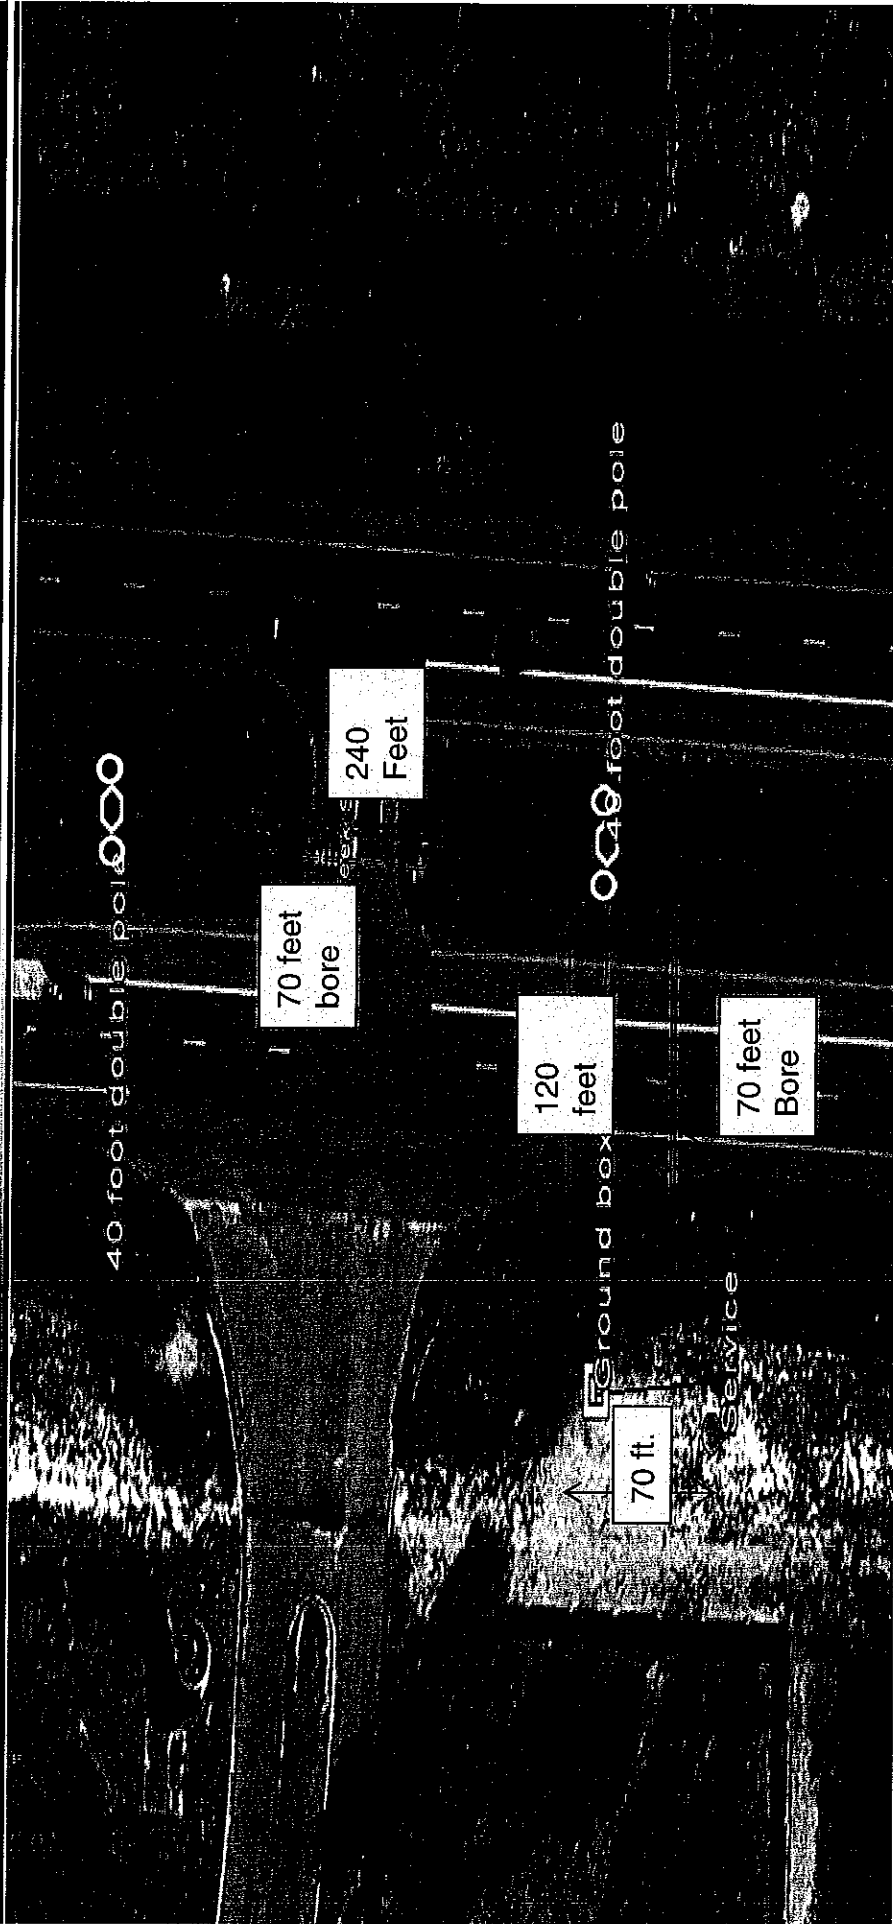 40 foot double pole
70 feet
bore
240
Feet
40 foot double pole
120
feet
70 feet
Bore
Ground box
70 ft.
Service